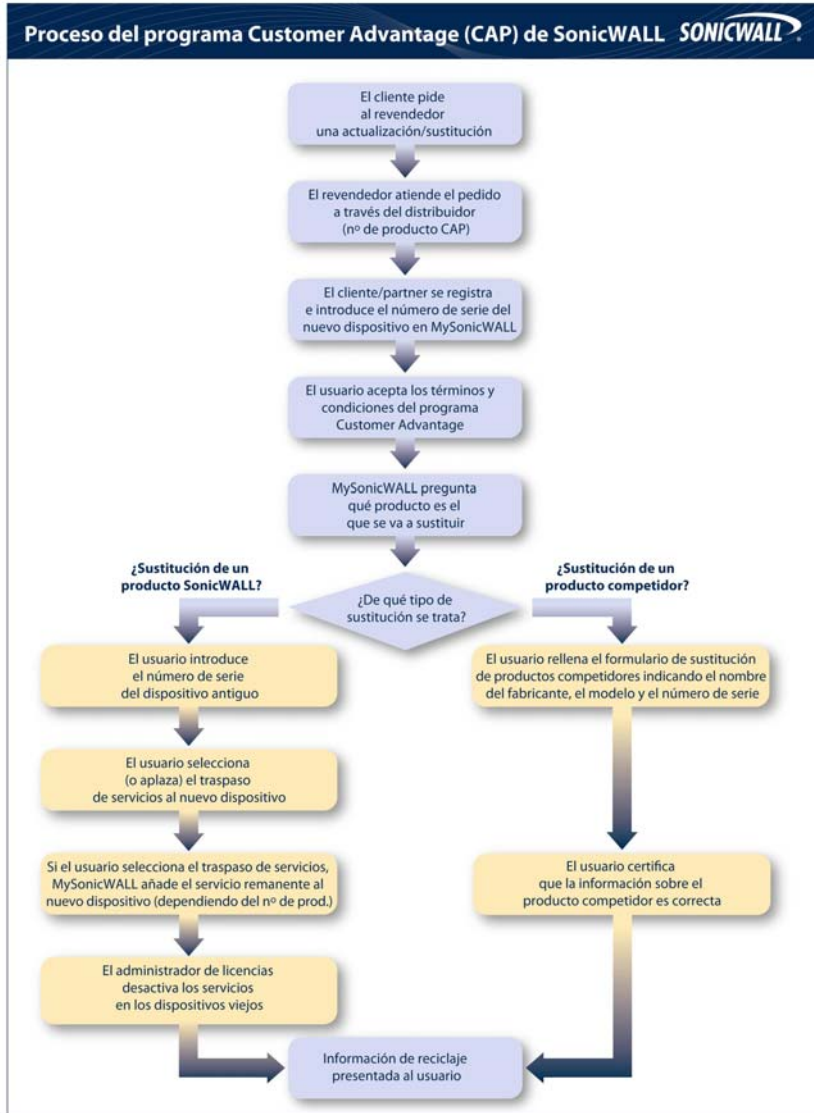 Proceso del programa Customer Advantage (CAP) de SonicWALL SONICWALL
El cliente pide
al revendedor
una actualización/sustitución
El revendedor atiende el pedido
a través del distribuidor
(nº de producto CAP)
El cliente/partner se registra
e introduce el número de serie del
nuevo dispositivo en MySonicWALL
El usuario acepta los términos y
condiciones del programa
Customer Advantage
MySonicWALL pregunta
qué producto es el
que se va a sustituir
¿De qué tipo de
sustitución se trata?
¿Sustitución de un
producto SonicWALL?
El usuario introduce
el número de serie
del dispositivo antiguo
El usuario selecciona
(o aplaza) el traspaso
de servicios al nuevo dispositivo
Si el usuario selecciona el traspaso de servicios,
MySonicWALL añade el servicio remanente al
nuevo dispositivo (dependiendo del nº de prod.)
El administrador de licencias
desactiva los servicios
en los dispositivos viejos
¿Sustitución de un
producto competidor?
El usuario rellena el formulario de sustitución
de productos competidores indicando el nombre
del fabricante, el modelo y el número de serie
El usuario certifica
que la información sobre el
producto competidor es correcta
Información de reciclaje
presentada al usuario